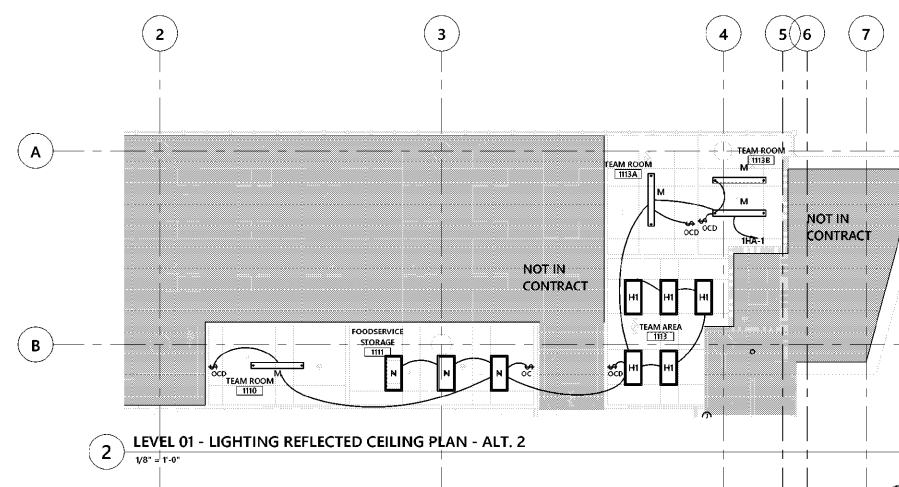 2 3 4 5 6 7
A
TEAM ROOM
1113B
TEAM ROOM
1113A
M
M
M
OCD
OCD
1HA-1
NOT IN
CONTRACT
NOT IN
CONTRACT
H1 H1 H1
TEAM AREA
1113
B
FOODSERVICE
STORAGE
1111
N N N
OC
OCD
H1 H1
M
OCD
TEAM ROOM
1110
2
LEVEL 01 - LIGHTING REFLECTED CEILING PLAN - ALT. 2
1/8" = 1'-0"